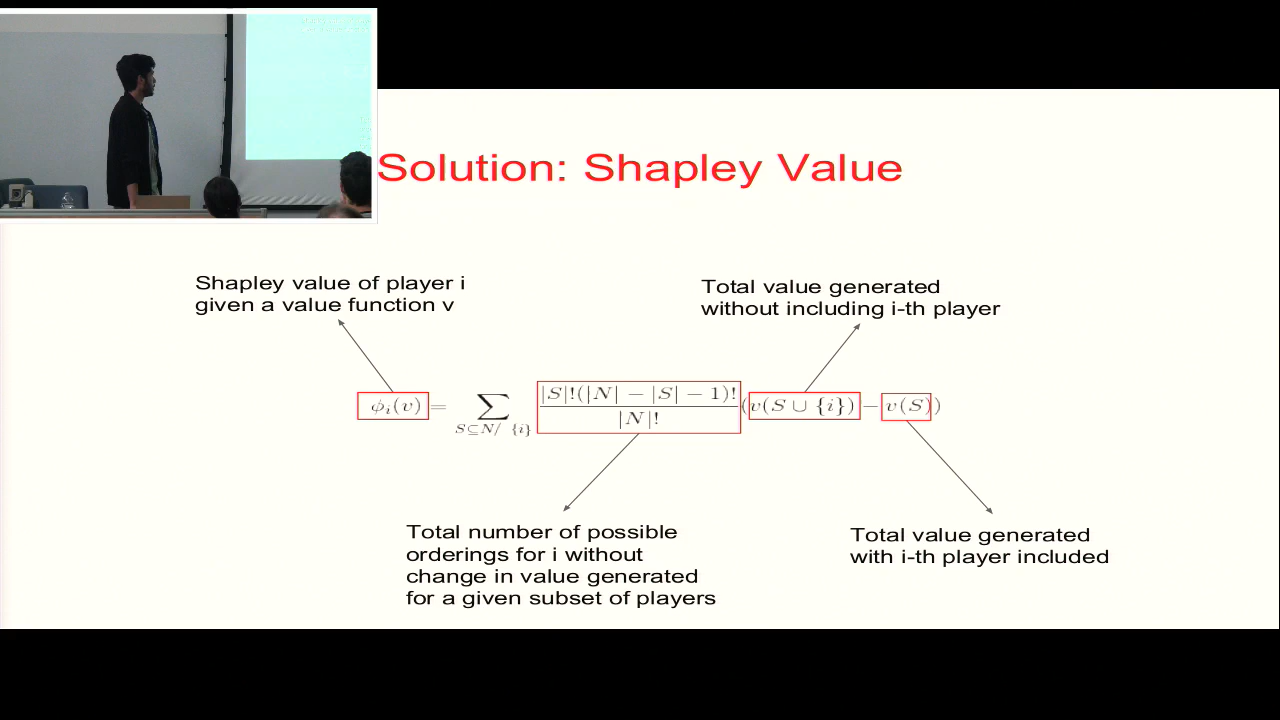 Solution: Shapley Value
Shapley value of player i
given a value function v
Total value generated
without including i-th player
ϕᵢ(v) = ∑_{S⊆N/ {i}} |S|!(|N| − |S| − 1)! / |N|! (v(S ∪ {i}) − v(S))
Total number of possible
orderings for i without
change in value generated
for a given subset of players
Total value generated
with i-th player included